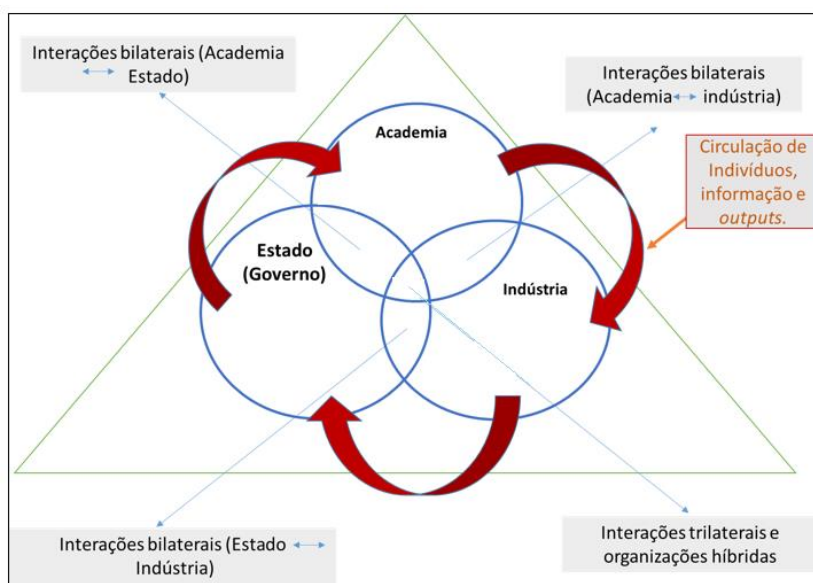 Interações bilaterais (Academia
Estado)
Interações bilaterais
(Academia indústria)
Academia
Circulação de
Indivíduos,
informação e
outputs.
Estado
(Governo)
Indústria
Interações bilaterais (Estado
Indústria)
Interações trilaterais e
organizações híbridas